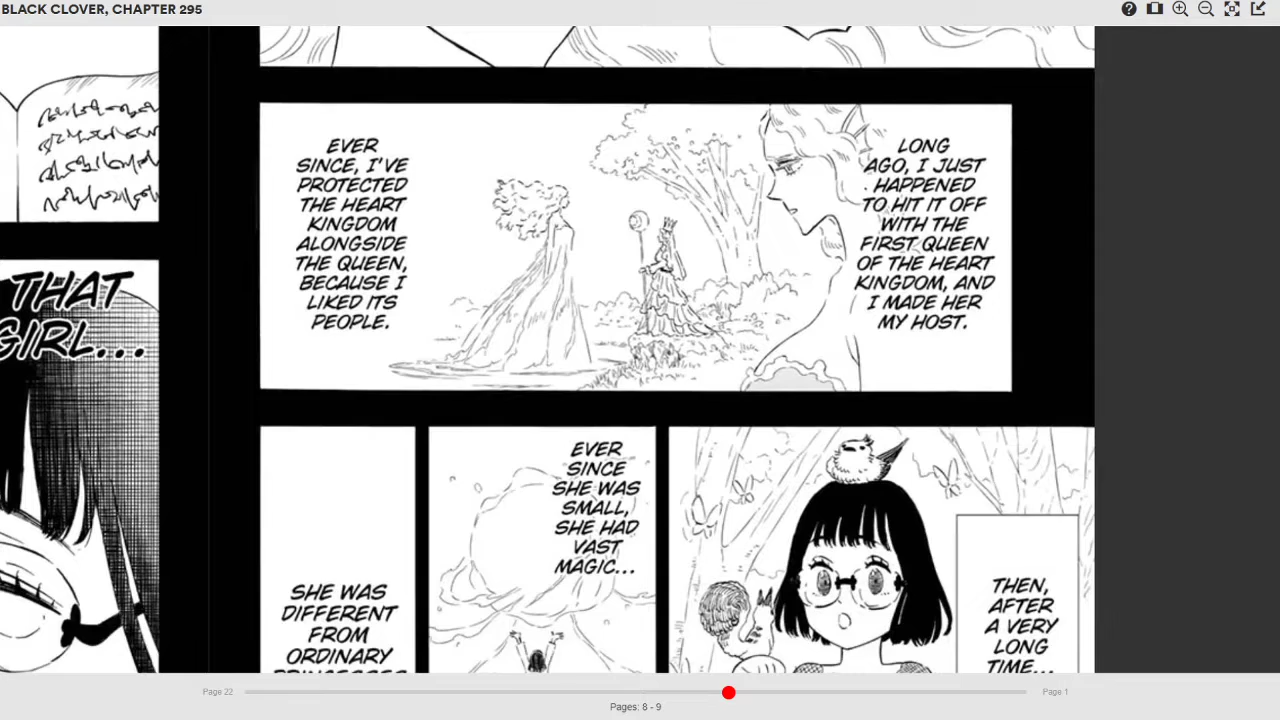 BLACK CLOVER, CHAPTER 295
LONG
AGO, I JUST
HAPPENED
TO HIT IT OFF
WITH THE
FIRST QUEEN
OF THE HEART
KINGDOM, AND
I MADE HER
MY HOST.
EVER
SINCE, I'VE
PROTECTED
THE HEART
KINGDOM
ALONGSIDE
THE QUEEN,
BECAUSE I
LIKED ITS
PEOPLE.
THEN,
AFTER
A VERY
LONG
TIME...
EVER
SINCE
SHE WAS
SMALL,
SHE HAD
VAST
MAGIC...
SHE WAS
DIFFERENT
FROM
ORDINARY
PRINCESSES
THAT
GIRL...
Page 22
Page 1
Pages: 8 - 9